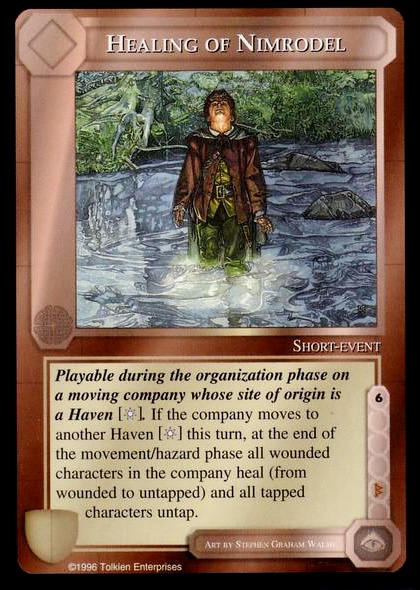 HEALING OF NIMRODEL
SHORT-EVENT
Playable during the organization phase on
a moving company whose site of origin is
a Haven [☼]. If the company moves to
another Haven [☼] this turn, at the end of
the movement/hazard phase all wounded
characters in the company heal (from
wounded to untapped) and all tapped
characters untap.
6
ART BY STEPHEN GRAHAM WALSH
©1996 Tolkien Enterprises